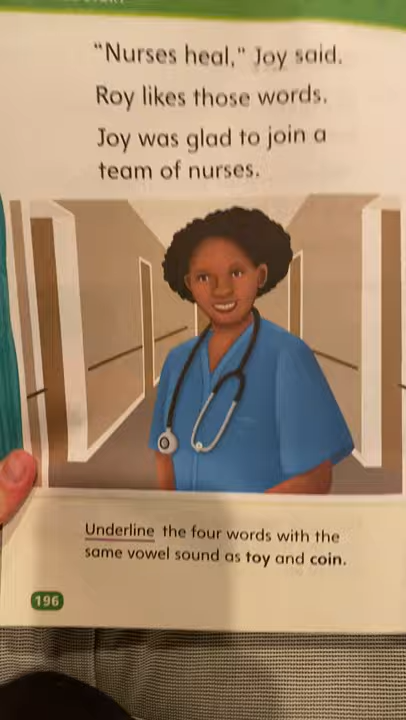 "Nurses heal," Joy said.
Roy likes those words.
Joy was glad to join a
team of nurses.
Underline the four words with the
same vowel sound as toy and coin.
196